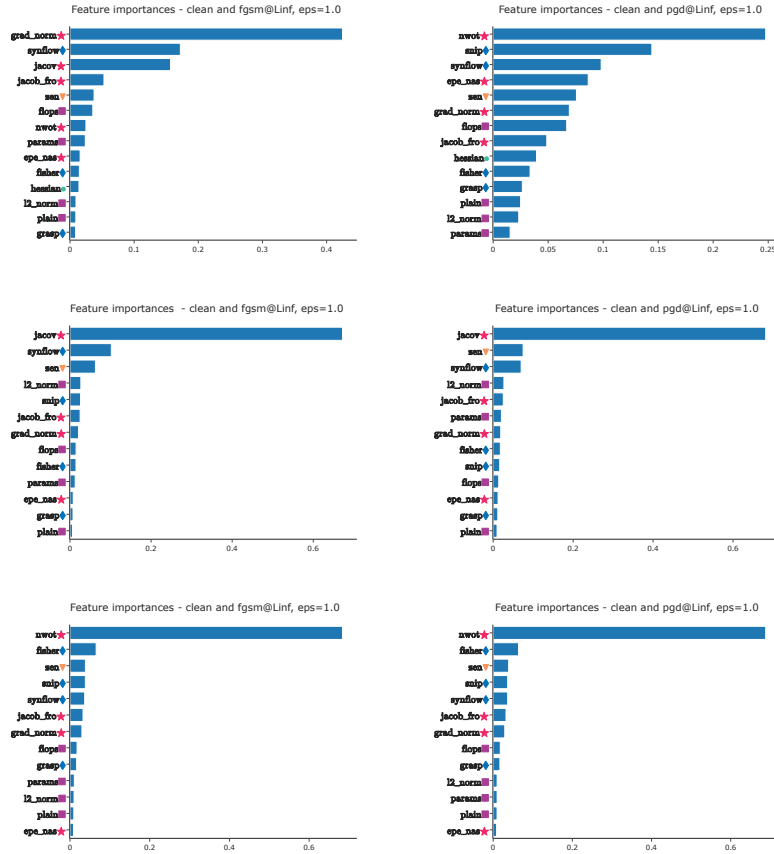 Feature importances - clean and fgsm@Linf, eps=1.0
grad_norm
synflow
jacov
jacob_fro
zen
flops
nwot
params
epe_nas
fisher
hessian
l2_norm
plain
grasp
0 0.1 0.2 0.3 0.4
Feature importances - clean and pgd@Linf, eps=1.0
nwot
snip
synflow
epe_nas
zen
grad_norm
flops
jacob_fro
hessian
fisher
grasp
plain
l2_norm
params
0 0.05 0.1 0.15 0.2 0.25
Feature importances - clean and fgsm@Linf, eps=1.0
jacov
synflow
zen
l2_norm
snip
jacob_fro
grad_norm
flops
fisher
params
epe_nas
grasp
plain
0 0.2 0.4 0.6
Feature importances - clean and pgd@Linf, eps=1.0
jacov
zen
synflow
l2_norm
jacob_fro
params
grad_norm
fisher
snip
flops
epe_nas
grasp
plain
0 0.2 0.4 0.6
Feature importances - clean and fgsm@Linf, eps=1.0
nwot
fisher
zen
snip
synflow
jacob_fro
grad_norm
flops
grasp
params
l2_norm
plain
epe_nas
0 0.2 0.4 0.6
Feature importances - clean and pgd@Linf, eps=1.0
nwot
fisher
zen
snip
synflow
jacob_fro
grad_norm
flops
grasp
l2_norm
params
plain
epe_nas
0 0.2 0.4 0.6